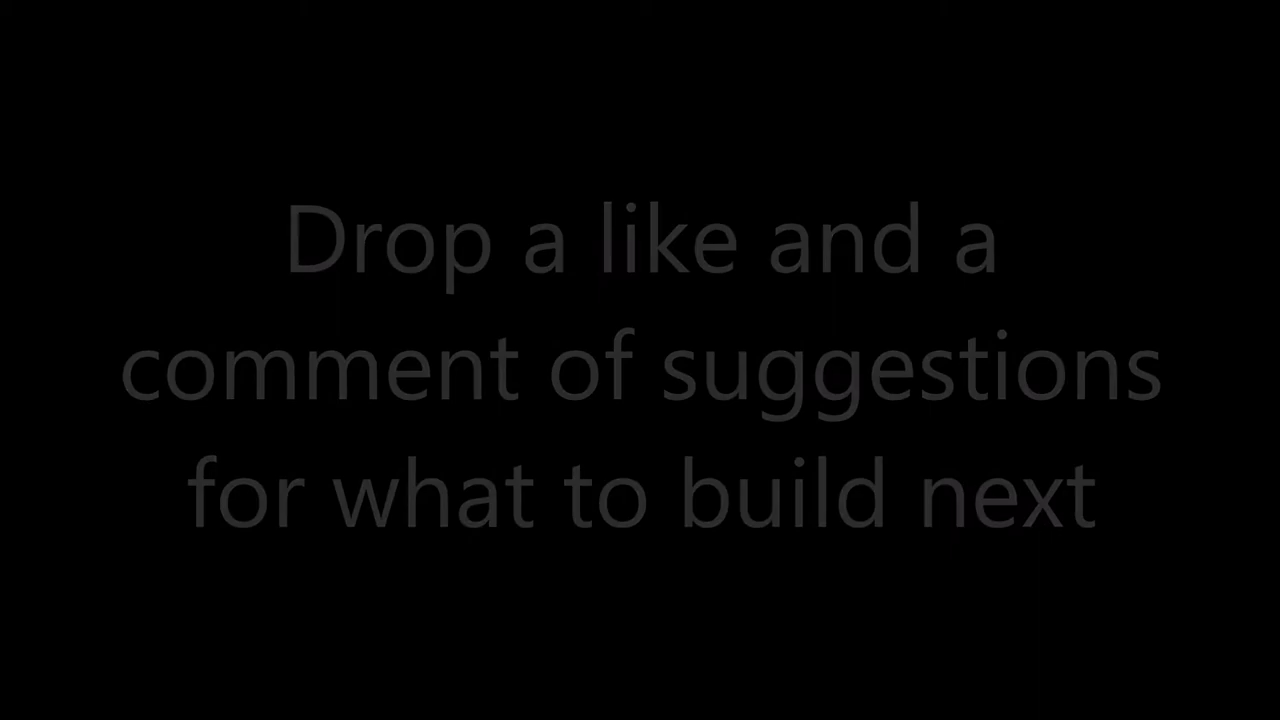 Drop a like and a
comment of suggestions
for what to build next